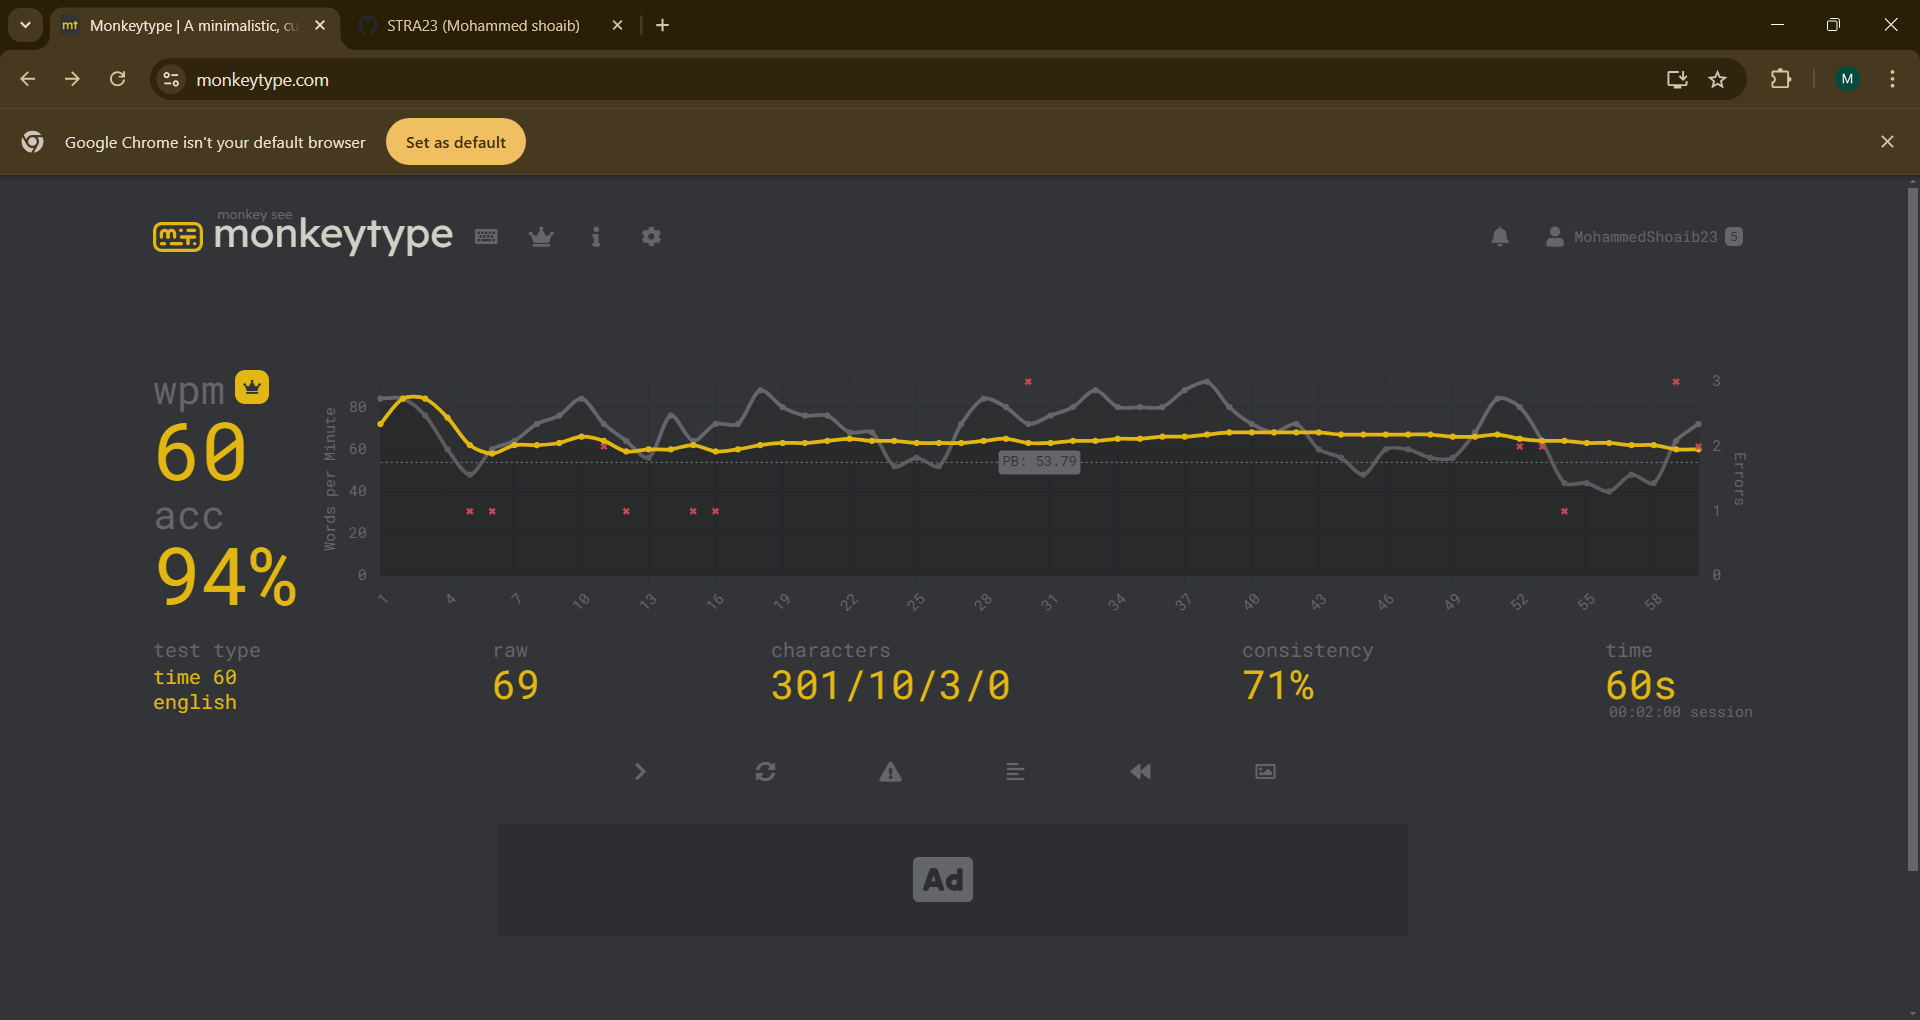 mt Monkeytype | A minimalistic, cu
STRA23 (Mohammed shoaib)
monkeytype.com
M
Google Chrome isn't your default browser
Set as default
monkey see
monkeytype
MohammedShoaib23 5
wpm
60
acc
94%
Words per Minute
80
60
40
20
0
PB: 53.79
3
2
1
0
Errors
1 4 7 10 13 16 19 22 25 28 31 34 37 40 43 46 49 52 55 58
test type
time 60
english
raw
69
characters
301/10/3/0
consistency
71%
time
60s
00:02:00 session
Ad